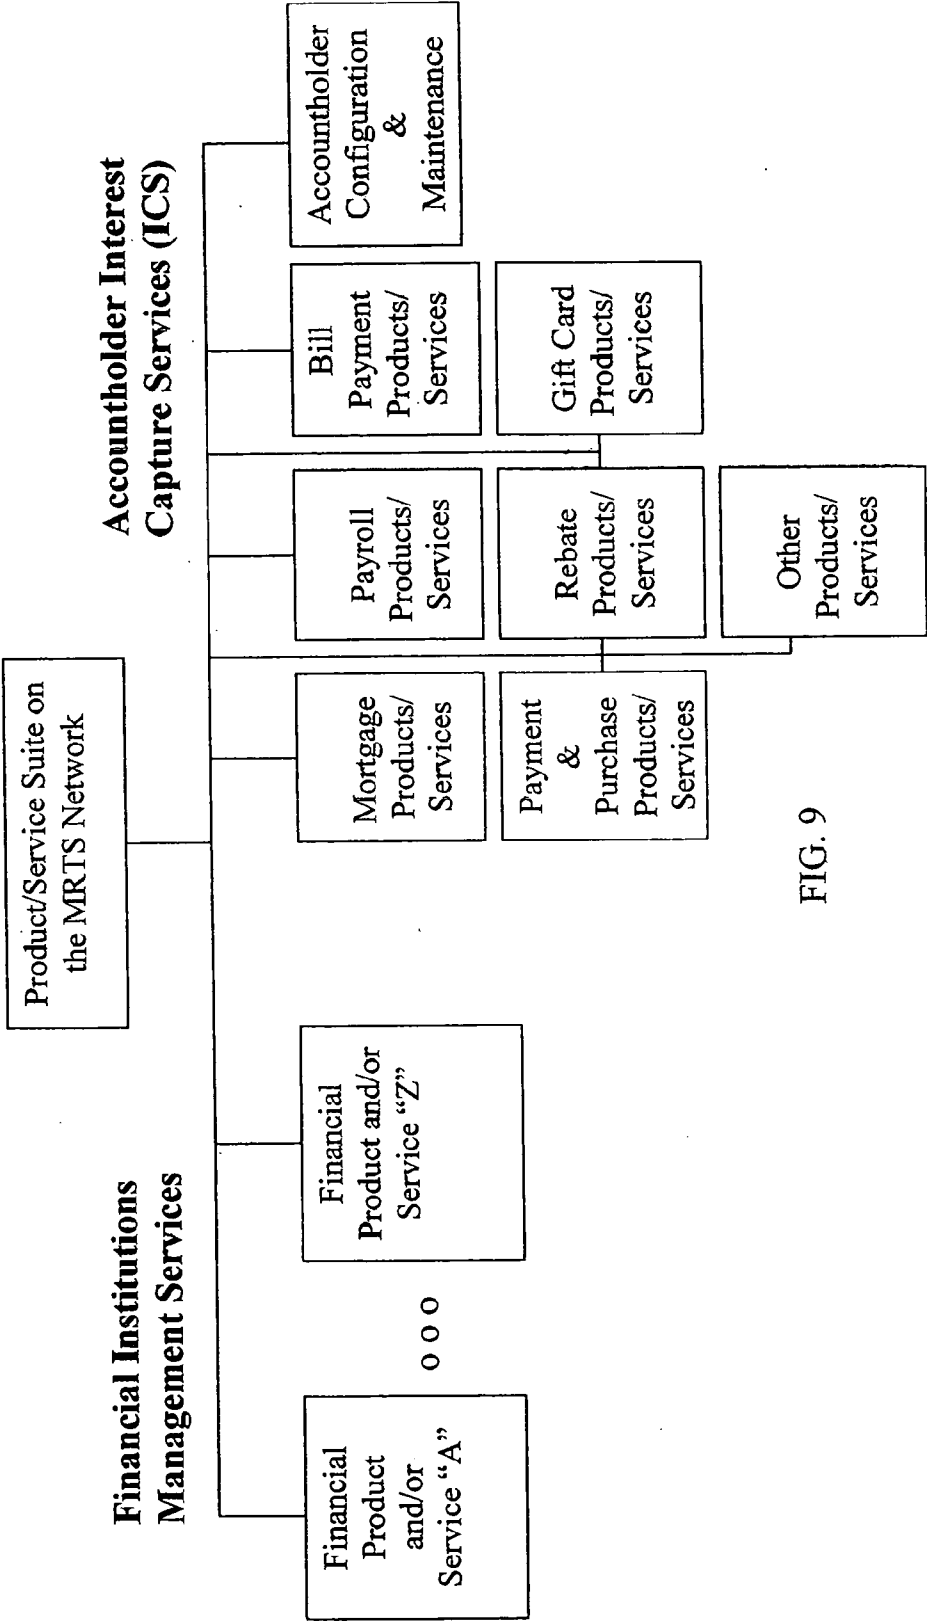 Product/Service Suite on
the MRTS Network
Financial Institutions
Management Services
Accountholder Interest
Capture Services (ICS)
Financial
Product
and/or
Service “A”
o o o
Financial
Product and/or
Service “Z”
Mortgage
Products/
Services
Payroll
Products/
Services
Bill
Payment
Products/
Services
Accountholder
Configuration
&
Maintenance
Payment
&
Purchase
Products/
Services
Rebate
Products/
Services
Gift Card
Products/
Services
Other
Products/
Services
FIG. 9